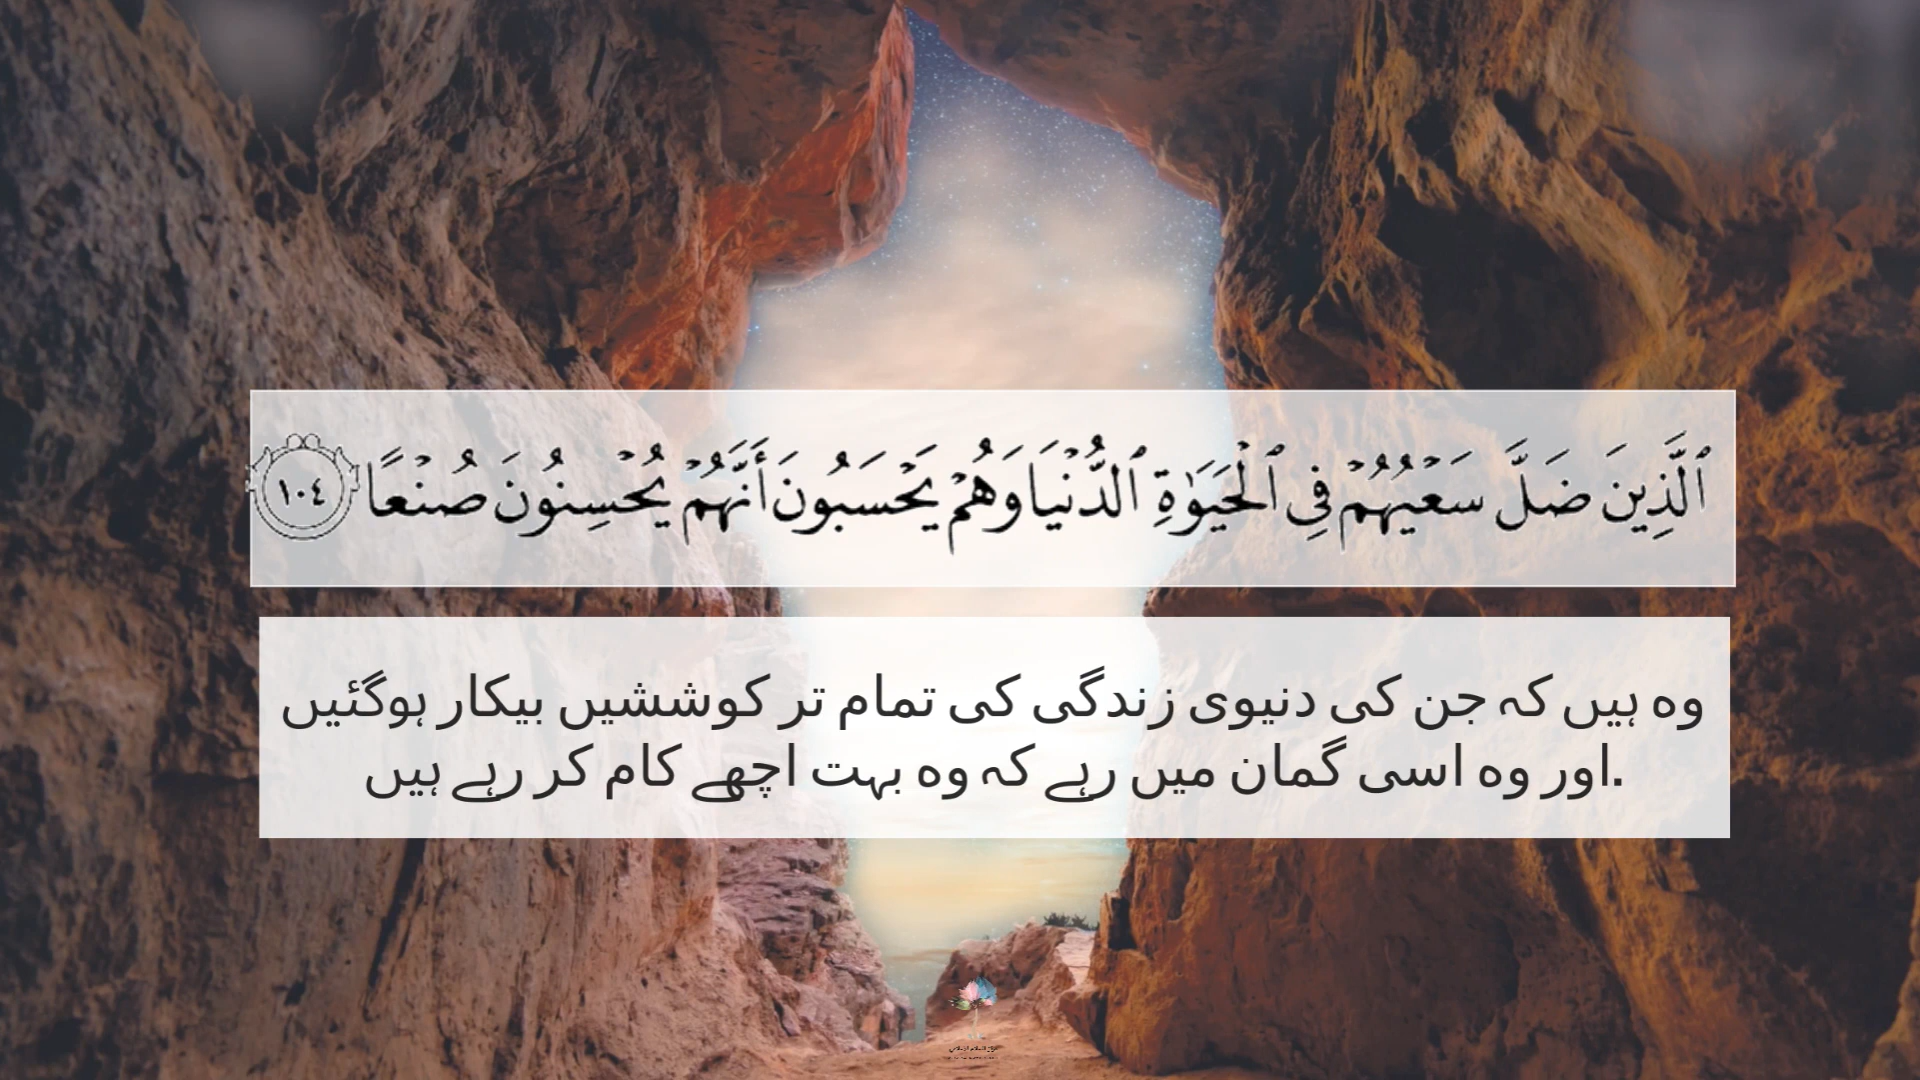 ٱلَّذِينَ ضَلَّ سَعْيُهُمْ فِى ٱلْحَيَوٰةِ ٱلدُّنْيَا وَهُمْ يَحْسَبُونَ أَنَّهُمْ يُحْسِنُونَ صُنْعًا ١٠٤
وہ ہیں کہ جن کی دنیوی زندگی کی تمام تر کوششیں بیکار ہوگئیں
اور وہ اسی گمان میں رہے کہ وہ بہت اچھے کام کر رہے ہیں.